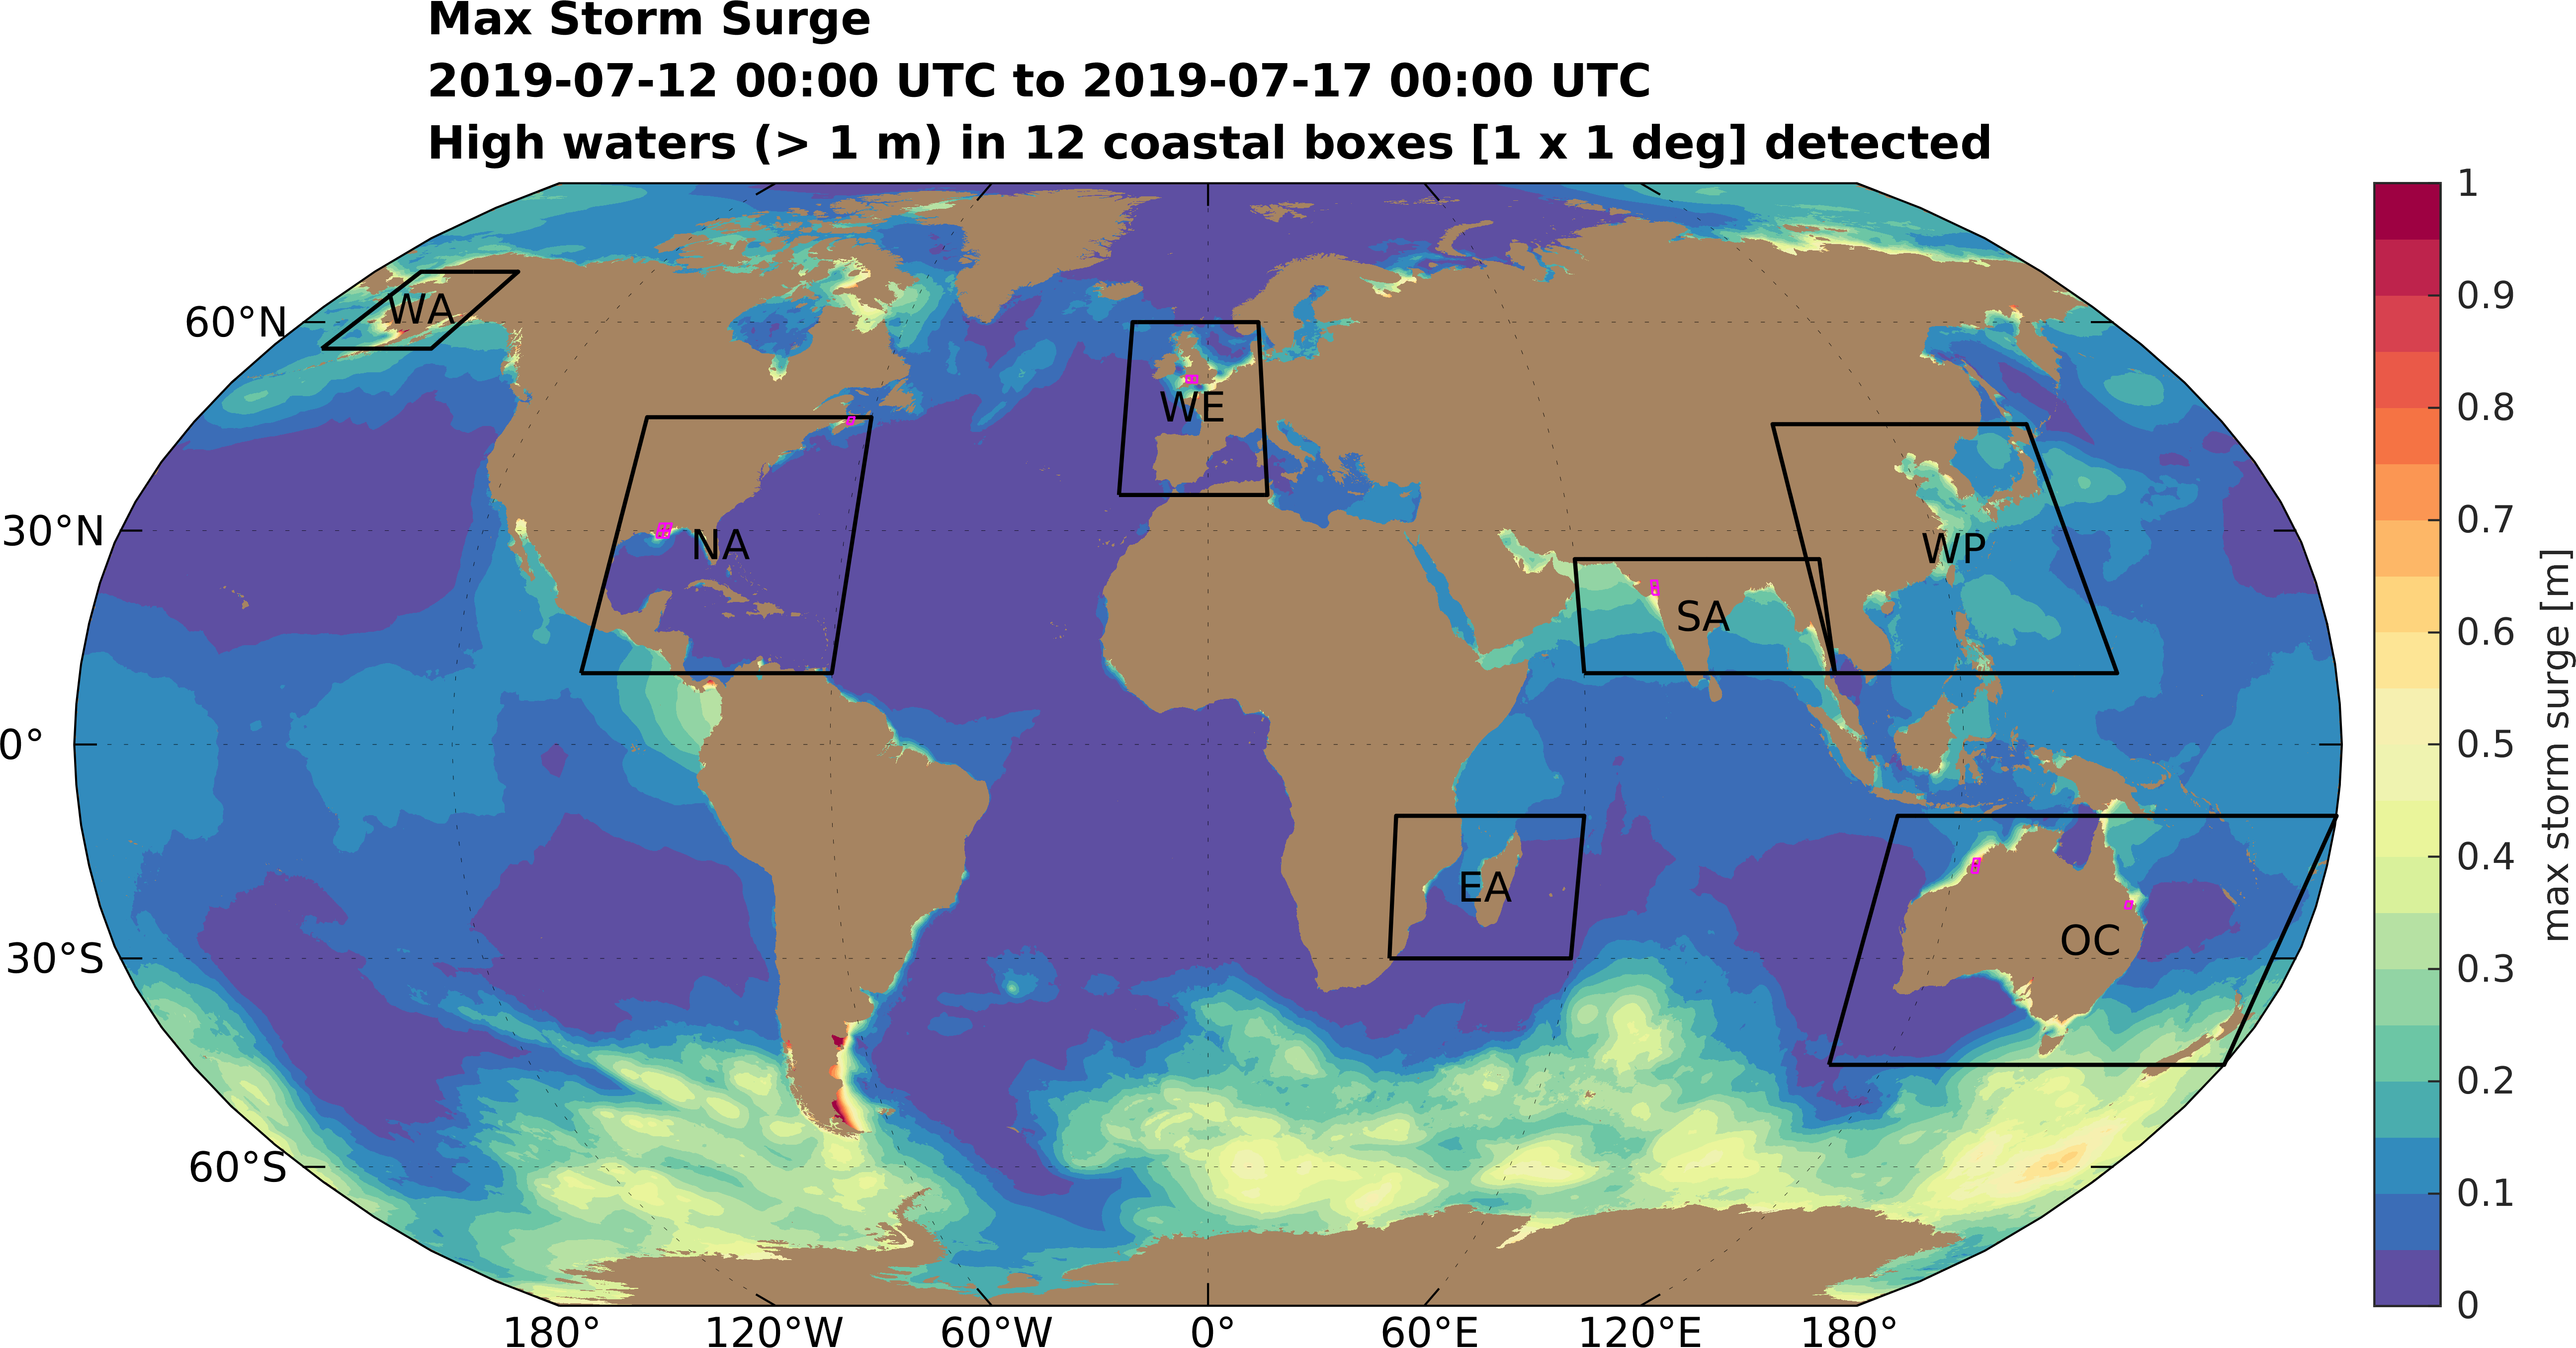 Max Storm Surge
2019-07-12 00:00 UTC to 2019-07-17 00:00 UTC
High waters (> 1 m) in 12 coastal boxes [1 x 1 deg] detected
60°N
30°N
0°
30°S
60°S
180°
120°W
60°W
0°
60°E
120°E
180°
WA
WE
NA
WP
SA
EA
OC
1
0.9
0.8
0.7
0.6
0.5
0.4
0.3
0.2
0.1
0
max storm surge [m]